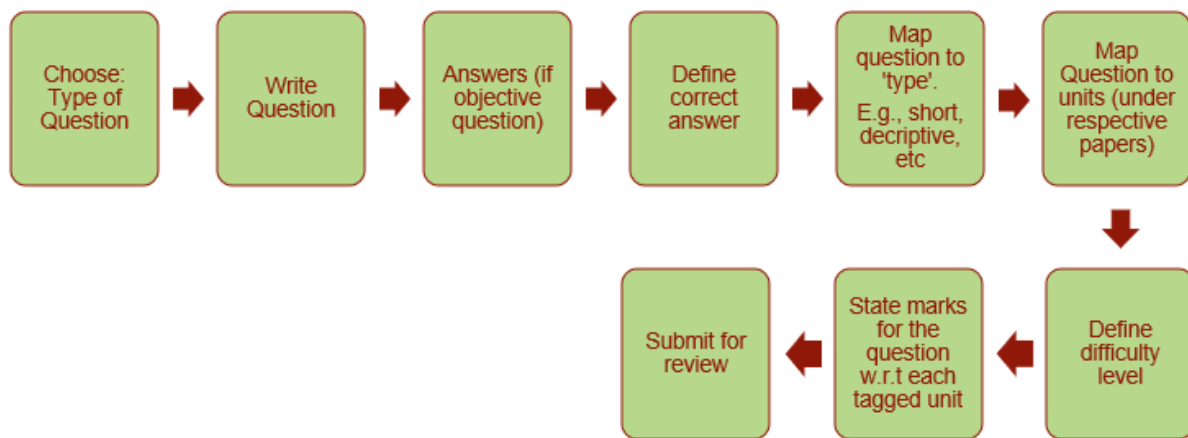 Choose:
Type of
Question
Write
Question
Answers (if
objective
question)
Define
correct
answer
Map
question to
'type'.
E.g., short,
decriptive,
etc
Map
Question to
units (under
respective
papers)
Define
difficulty
level
State marks
for the
question
w.r.t each
tagged unit
Submit for
review